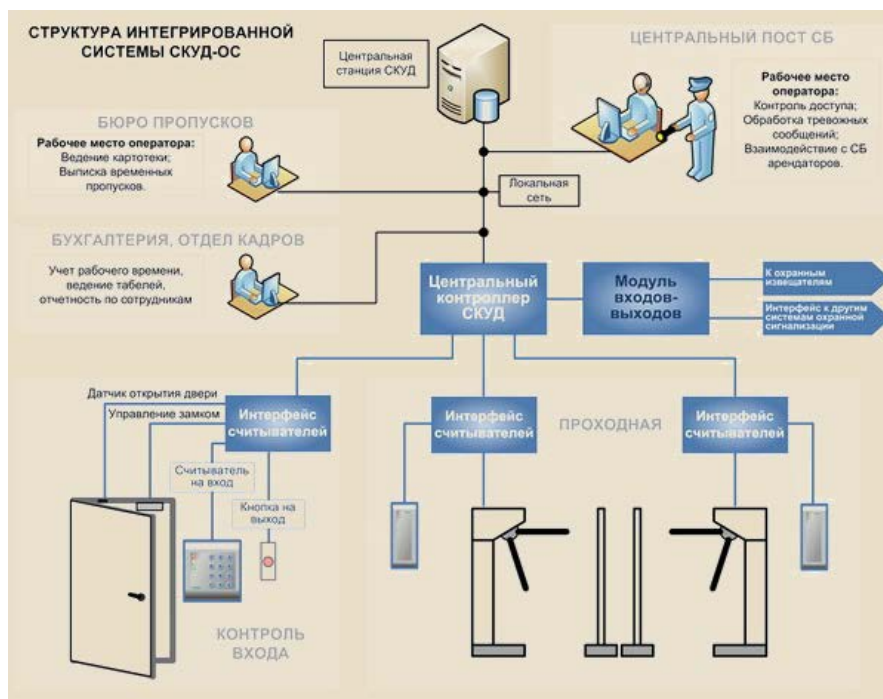 СТРУКТУРА ИНТЕГРИРОВАННОЙ
СИСТЕМЫ СКУД-ОС
Центральная
станция СКУД
ЦЕНТРАЛЬНЫЙ ПОСТ СБ
Рабочее место
оператора:
Контроль доступа;
Обработка тревожных
сообщений;
Взаимодействие с СБ
арендаторов.
БЮРО ПРОПУСКОВ
Рабочее место оператора:
Ведение картотеки;
Выписка временных
пропусков.
Локальная
сеть
БУХГАЛТЕРИЯ, ОТДЕЛ КАДРОВ
Учет рабочего времени,
ведение табелей,
отчетность по сотрудникам
Центральный
контроллер
СКУД
Модуль
входов-
выходов
К охранным
извещателям
Интерфейс к другим
системам охранной
сигнализации
Датчик открытия двери
Управление замком
Интерфейс
считывателей
Считыватель
на вход
Кнопка на
выход
КОНТРОЛЬ
ВХОДА
Интерфейс
считывателей
ПРОХОДНАЯ
Интерфейс
считывателей